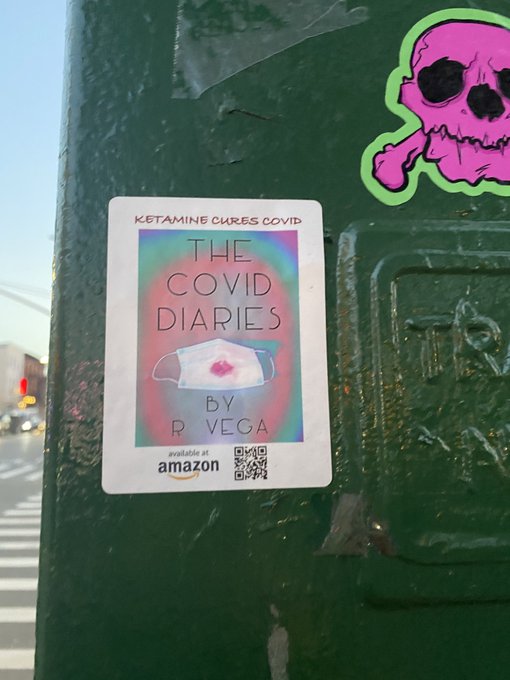 KETAMINE CURES COVID
THE
COVID
DIARIES
BY
R VEGA
available at
amazon